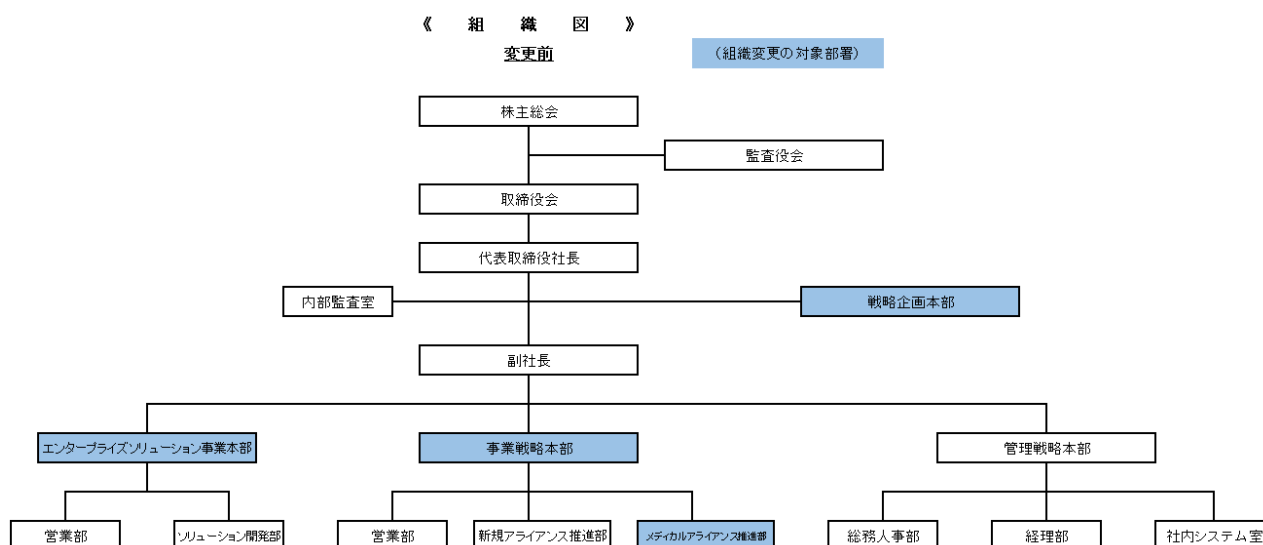 《 組 織 図 》
変更前
（組織変更の対象部署）
株主総会
監査役会
取締役会
代表取締役社長
内部監査室
戦略企画本部
副社長
エンタープライズソリューション事業本部
事業戦略本部
管理戦略本部
営業部
ソリューション開発部
営業部
新規アライアンス推進部
メディカルアライアンス推進部
総務人事部
経理部
社内システム室